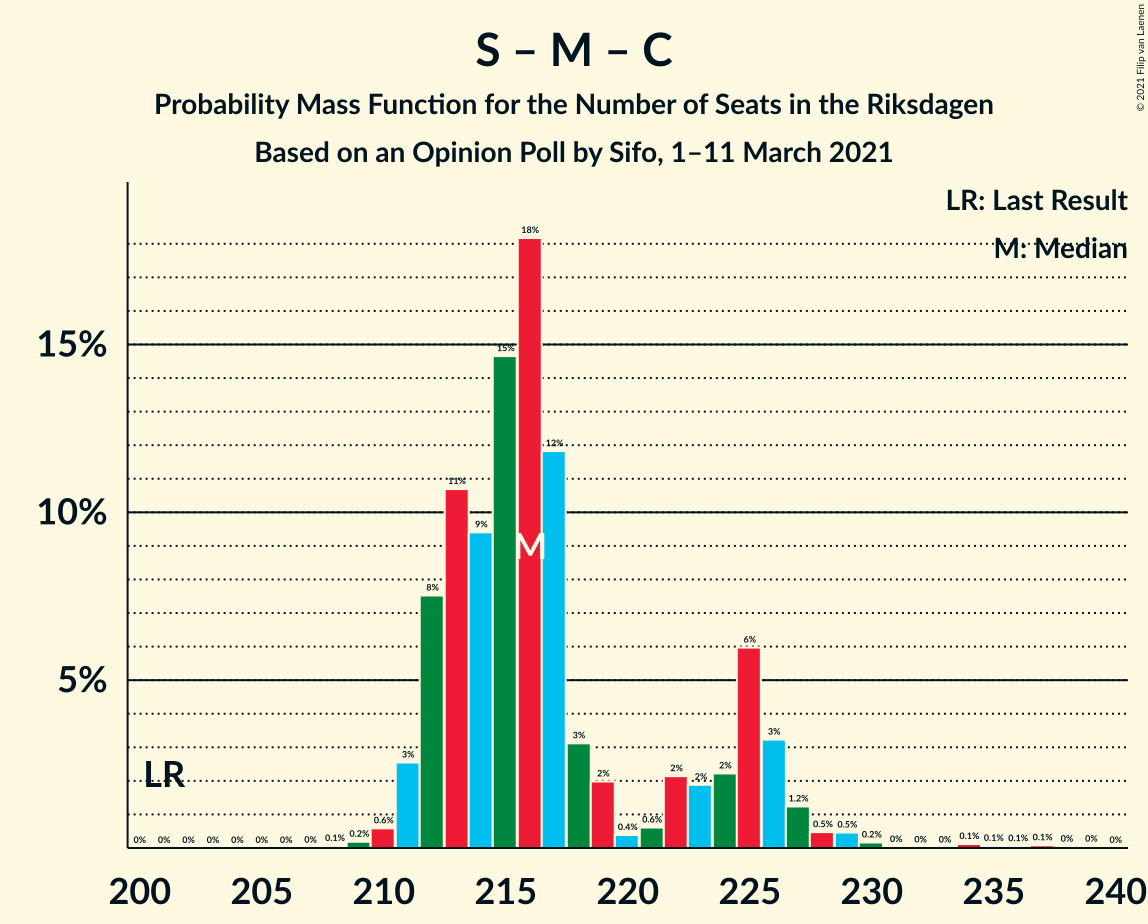 S – M – C
Probability Mass Function for the Number of Seats in the Riksdagen
Based on an Opinion Poll by Sifo, 1–11 March 2021
© 2021 Filip van Laenen
LR: Last Result
M: Median
15%
10%
5%
LR
M
0% 0% 0% 0% 0% 0% 0% 0% 0.1% 0.2% 0.6% 3% 8% 11% 9% 15% 18% 12% 3% 2% 0.4% 0.6% 2% 2% 2% 6% 3% 1.2% 0.5% 0.5% 0.2% 0% 0% 0% 0.1% 0.1% 0.1% 0.1% 0% 0% 0%
200 205 210 215 220 225 230 235 240